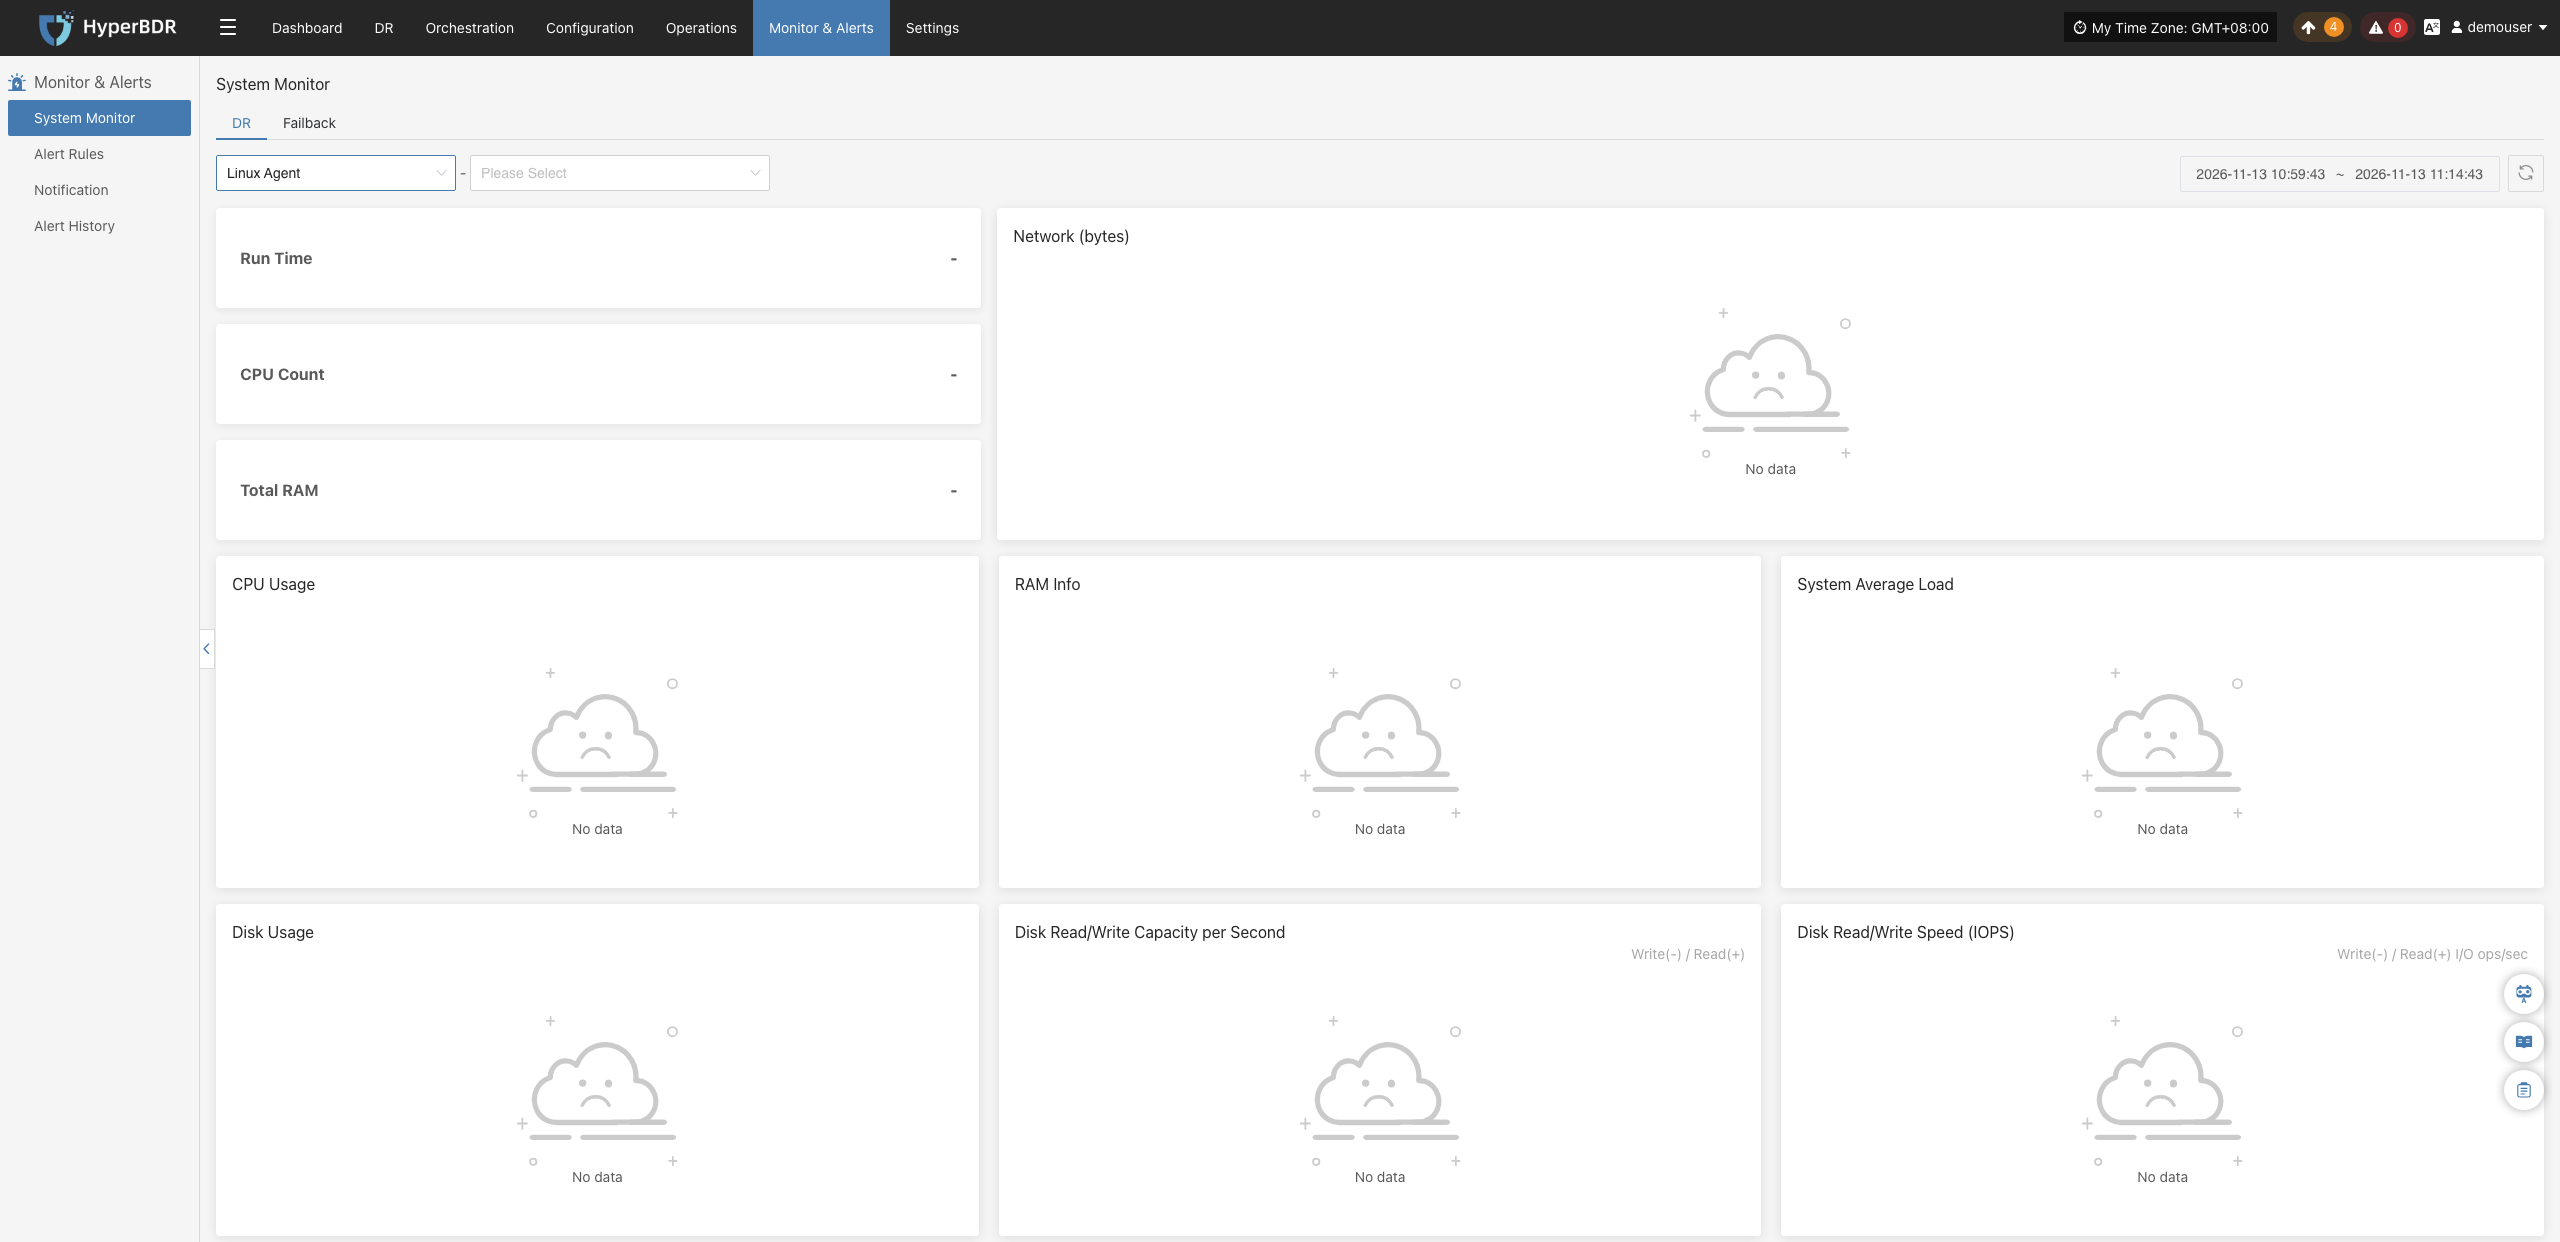 HyperBDR
Dashboard DR Orchestration Configuration Operations Monitor & Alerts Settings
My Time Zone: GMT+08:00 4 0 demouser
Monitor & Alerts
System Monitor
Alert Rules
Notification
Alert History
System Monitor
DR Failback
Linux Agent - Please Select
2026-11-13 10:59:43 ~ 2026-11-13 11:14:43
Run Time -
CPU Count -
Total RAM -
Network (bytes)
No data
CPU Usage
No data
RAM Info
No data
System Average Load
No data
Disk Usage
No data
Disk Read/Write Capacity per Second
Write(-) / Read(+)
No data
Disk Read/Write Speed (IOPS)
Write(-) / Read(+) I/O ops/sec
No data